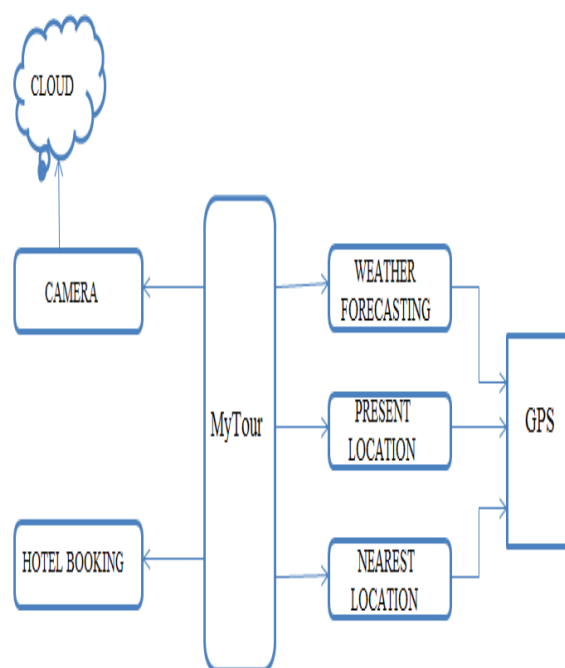 CLOUD
CAMERA
HOTEL BOOKING
MyTour
WEATHER
FORECASTING
PRESENT
LOCATION
NEAREST
LOCATION
GPS